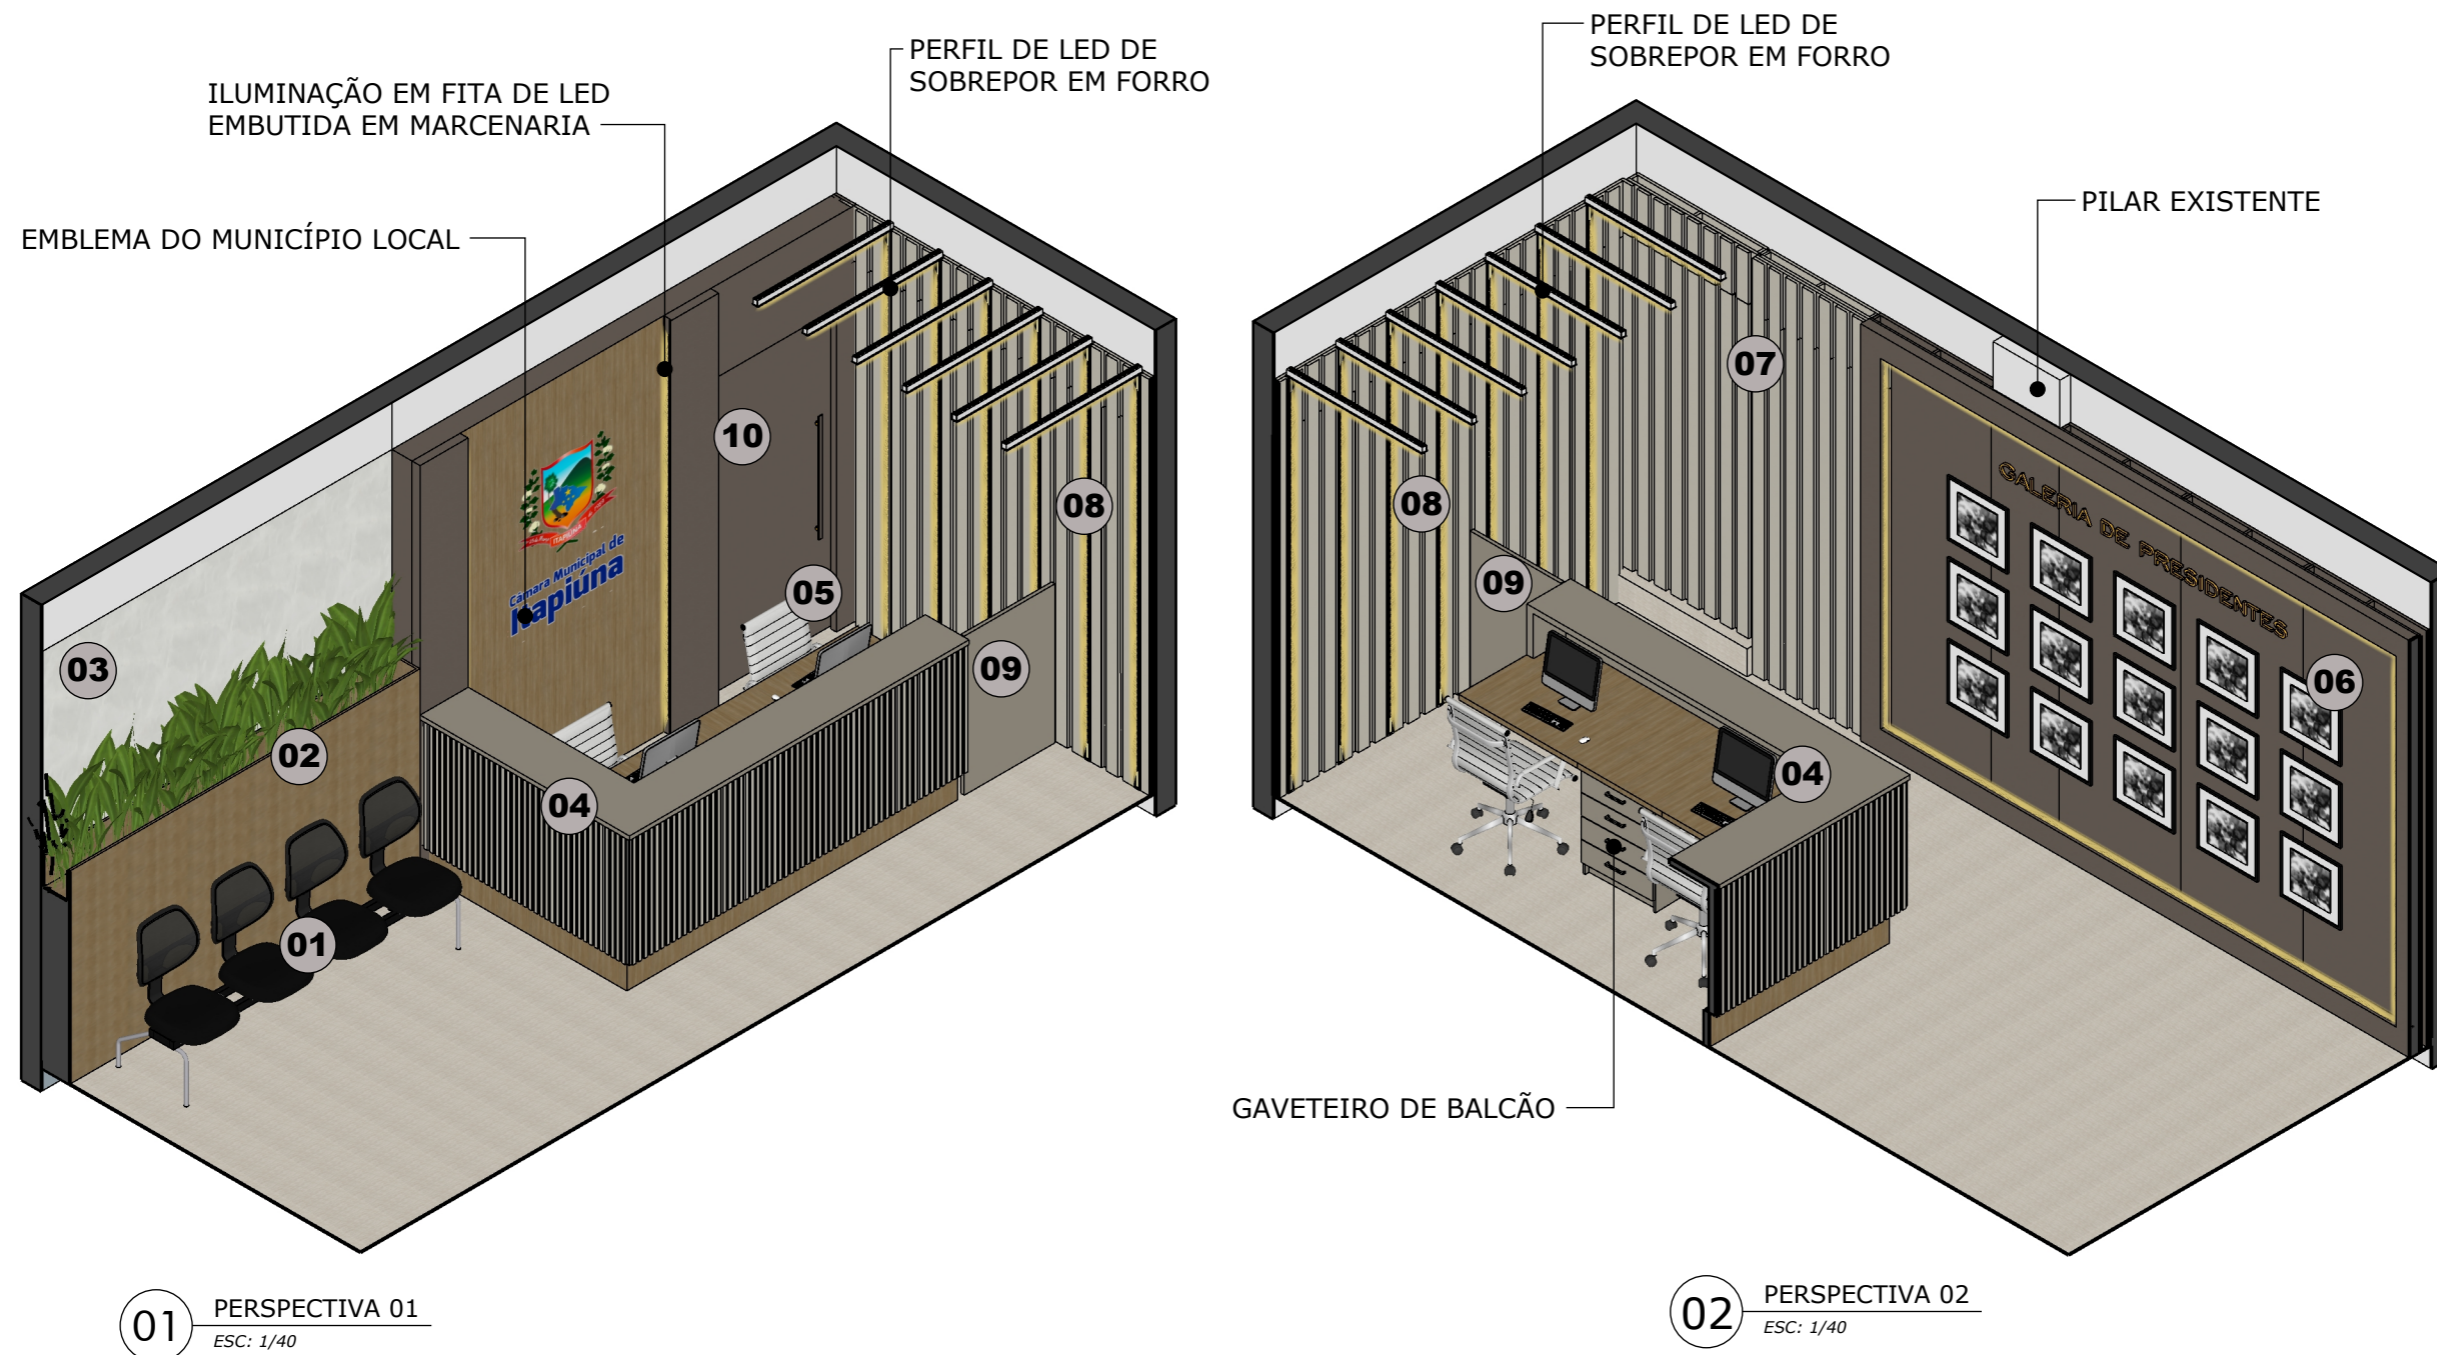 PERFIL DE LED DE
SOBREPOR EM FORRO
ILUMINAÇÃO EM FITA DE LED
EMBUTIDA EM MARCENARIA
EMBLEMA DO MUNICÍPIO LOCAL
10
08
05
09
03
02
04
01
ITAPIÚNA
Câmara Municipal de
Itapiúna
01
PERSPECTIVA 01
ESC: 1/40
PERFIL DE LED DE
SOBREPOR EM FORRO
PILAR EXISTENTE
07
08
09
GALERIA DE PRESIDENTES
06
04
GAVETEIRO DE BALCÃO
02
PERSPECTIVA 02
ESC: 1/40